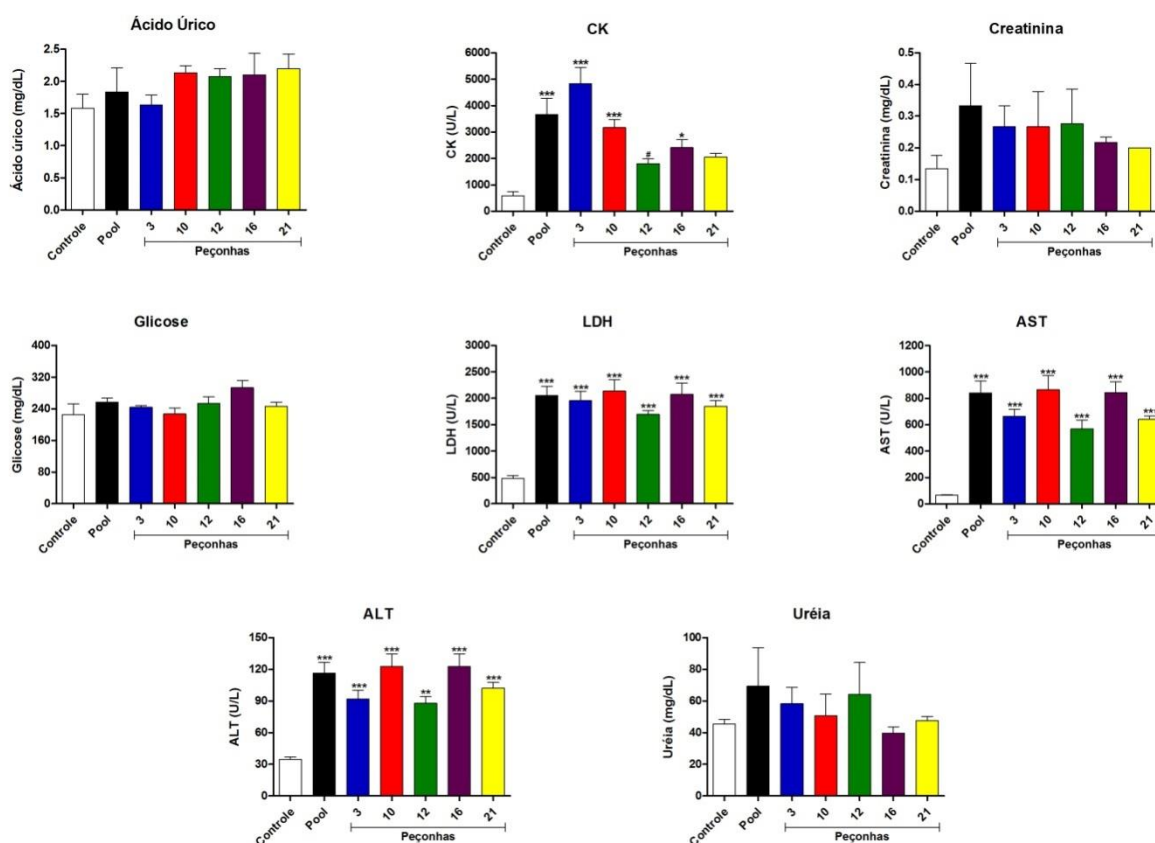 Ácido Úrico
Ácido úrico (mg/dL)
2.5
2.0
1.5
1.0
0.5
0.0
Controle
Pool
3
10
12
16
21
Peçonhas
CK
CK (U/L)
6000
5000
4000
3000
2000
1000
0
***
***
***
#
*
Controle
Pool
3
10
12
16
21
Peçonhas
Creatinina
Creatinina (mg/dL)
0.5
0.4
0.3
0.2
0.1
0.0
Controle
Pool
3
10
12
16
21
Peçonhas
Glicose
Glicose (mg/dL)
400
320
240
160
80
0
Controle
Pool
3
10
12
16
21
Peçonhas
LDH
LDH (U/L)
3000
2500
2000
1500
1000
500
0
***
***
***
***
***
***
Controle
Pool
3
10
12
16
21
Peçonhas
AST
AST (U/L)
1200
1000
800
600
400
200
0
***
***
***
***
***
***
Controle
Pool
3
10
12
16
21
Peçonhas
ALT
ALT (U/L)
150
120
90
60
30
0
***
***
***
**
***
***
Controle
Pool
3
10
12
16
21
Peçonhas
Uréia
Uréia (mg/dL)
100
80
60
40
20
0
Controle
Pool
3
10
12
16
21
Peçonhas